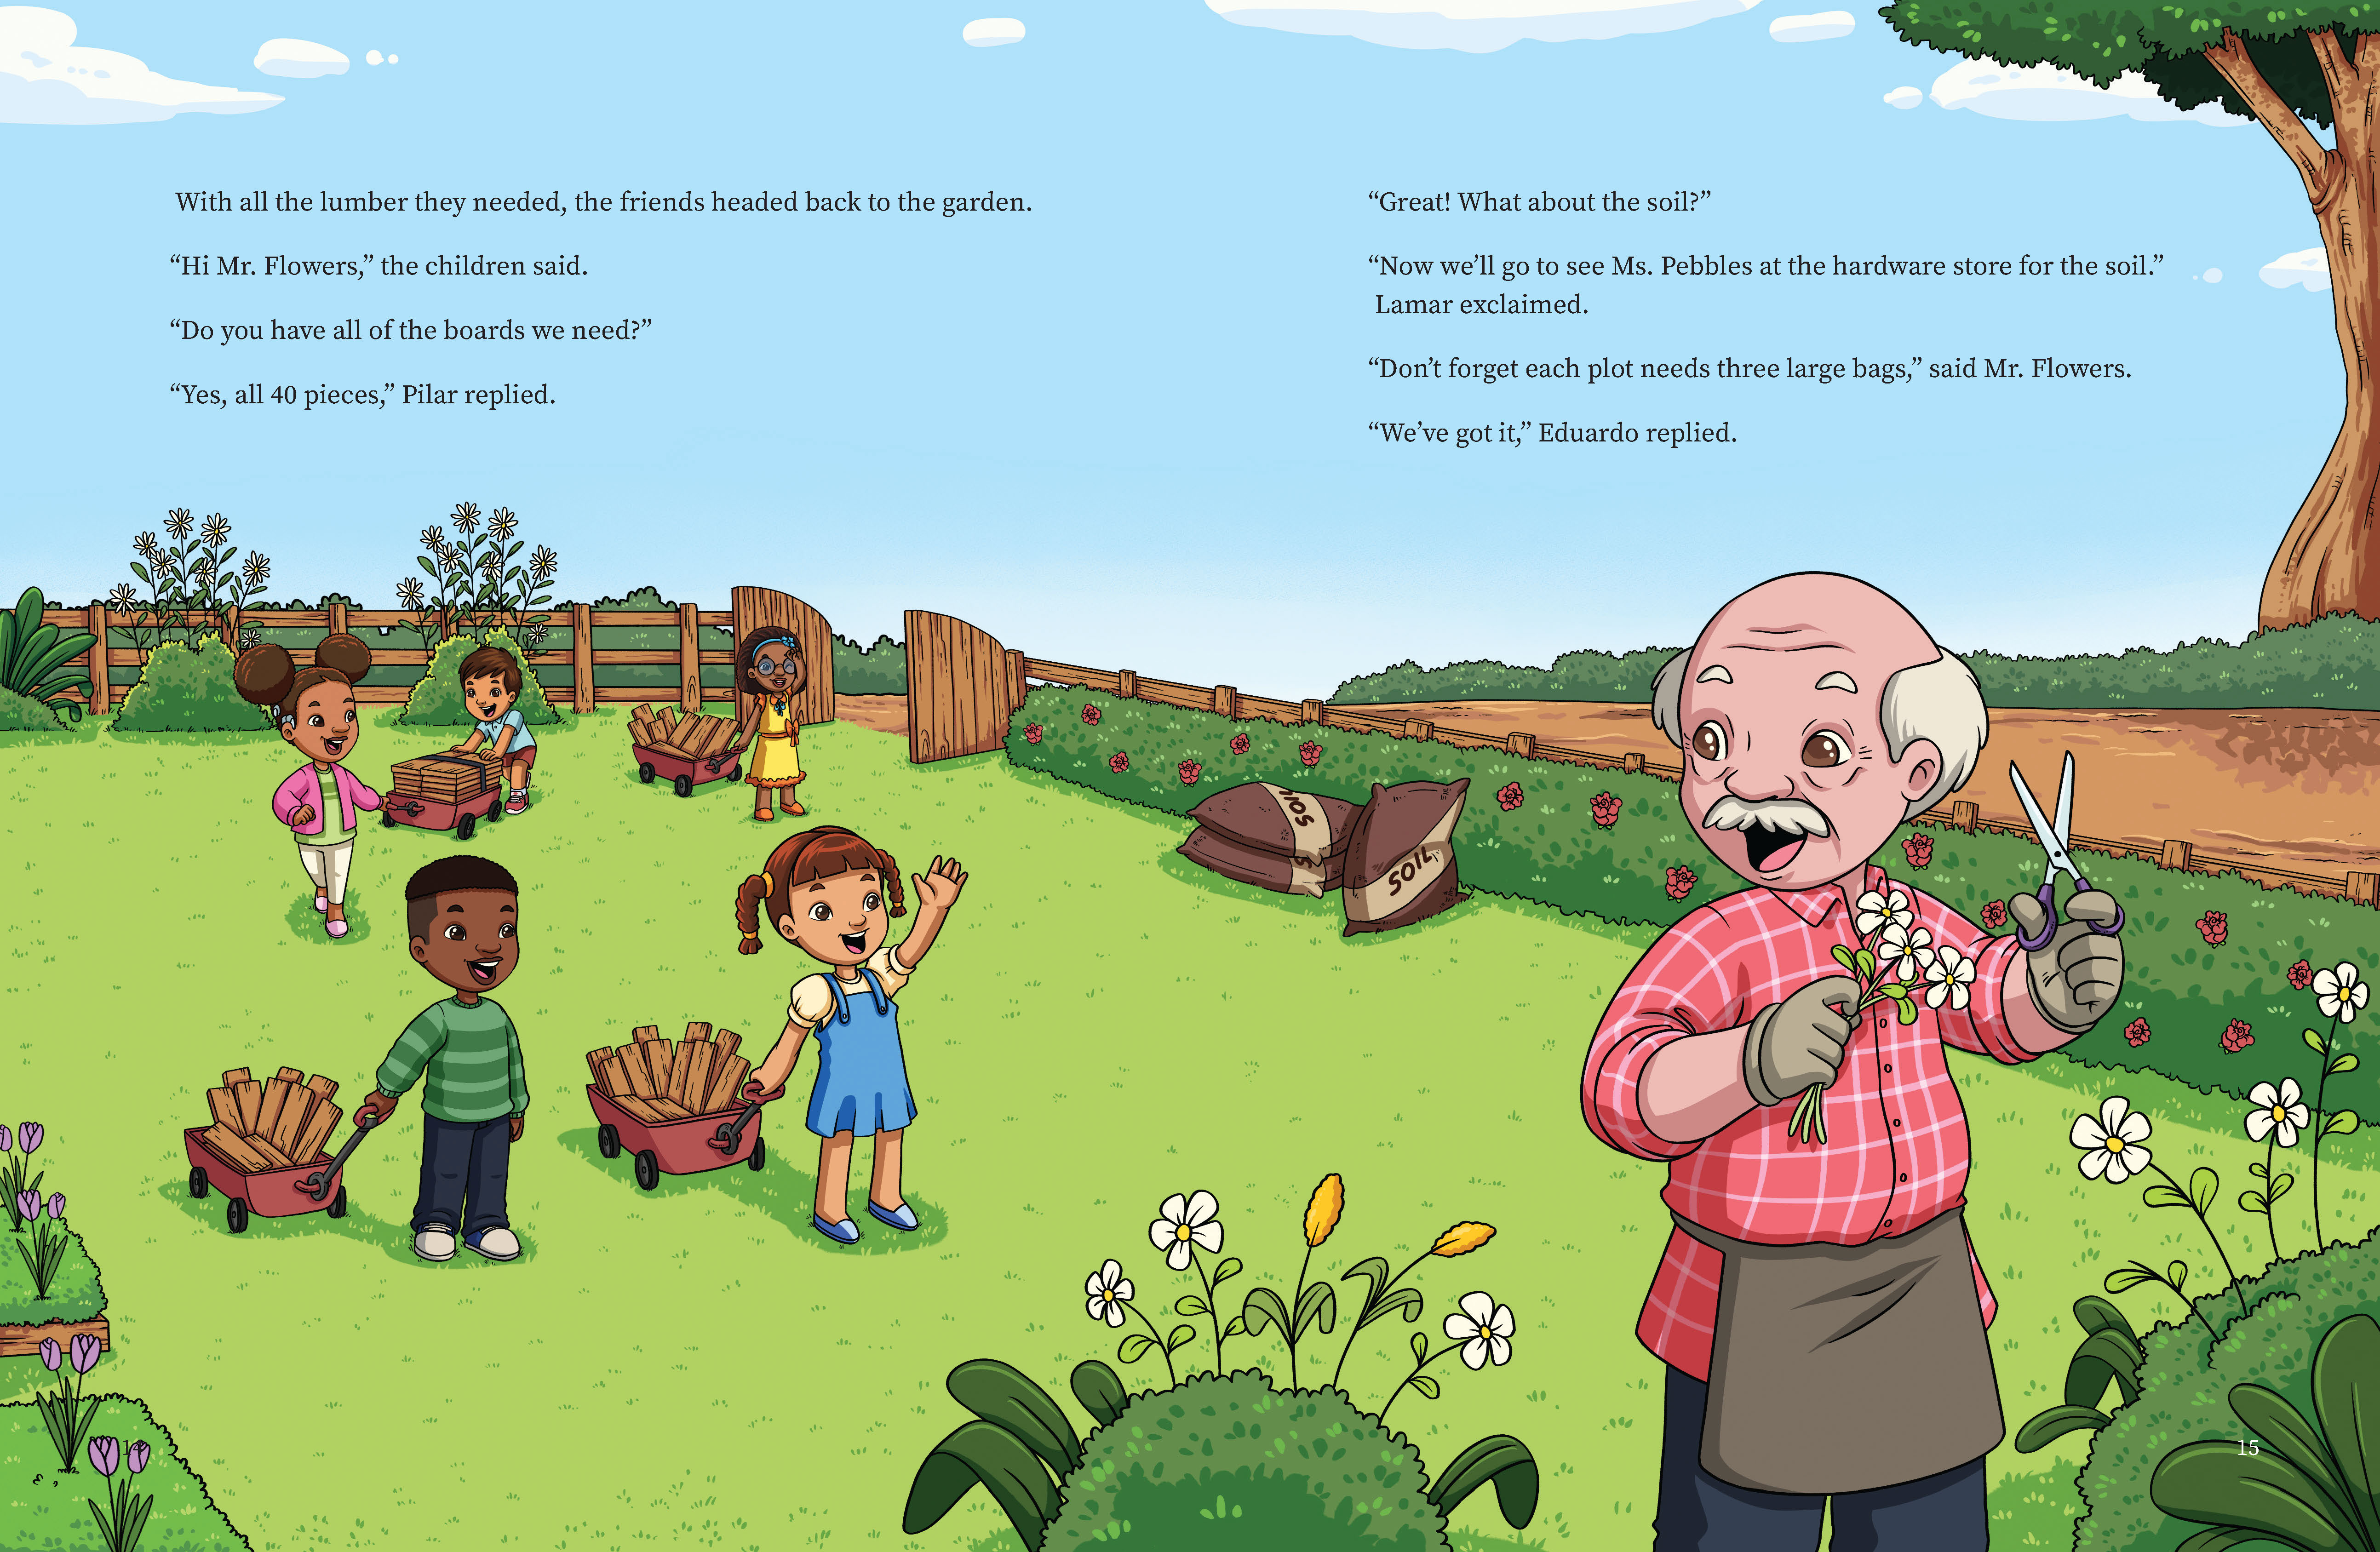 With all the lumber they needed, the friends headed back to the garden.
“Hi Mr. Flowers,” the children said.
“Do you have all of the boards we need?”
“Yes, all 40 pieces,” Pilar replied.
“Great! What about the soil?”
“Now we’ll go to see Ms. Pebbles at the hardware store for the soil.”
Lamar exclaimed.
“Don’t forget each plot needs three large bags,” said Mr. Flowers.
“We’ve got it,” Eduardo replied.
SOIL
15